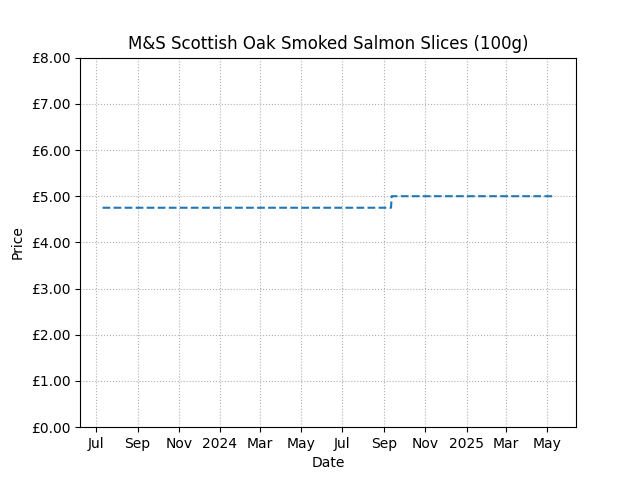 M&S Scottish Oak Smoked Salmon Slices (100g)
£8.00
£7.00
£6.00
£5.00
£4.00
£3.00
£2.00
£1.00
£0.00
Price
Jul Sep Nov 2024 Mar May Jul Sep Nov 2025 Mar May
Date